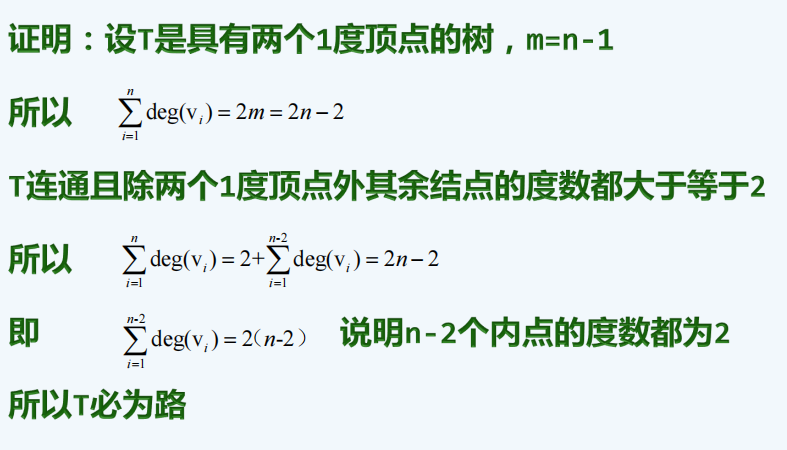 证明：设T是具有两个1度顶点的树，m=n-1
所以 \sum_{i=1}^{n} deg(v_i) = 2m = 2n − 2
T连通且除两个1度顶点外其余结点的度数都大于等于2
所以 \sum_{i=1}^{n} deg(v_i) = 2+\sum_{i=1}^{n-2} deg(v_i) = 2n − 2
即 \sum_{i=1}^{n-2} deg(v_i) = 2（n-2） 说明n-2个内点的度数都为2
所以T必为路